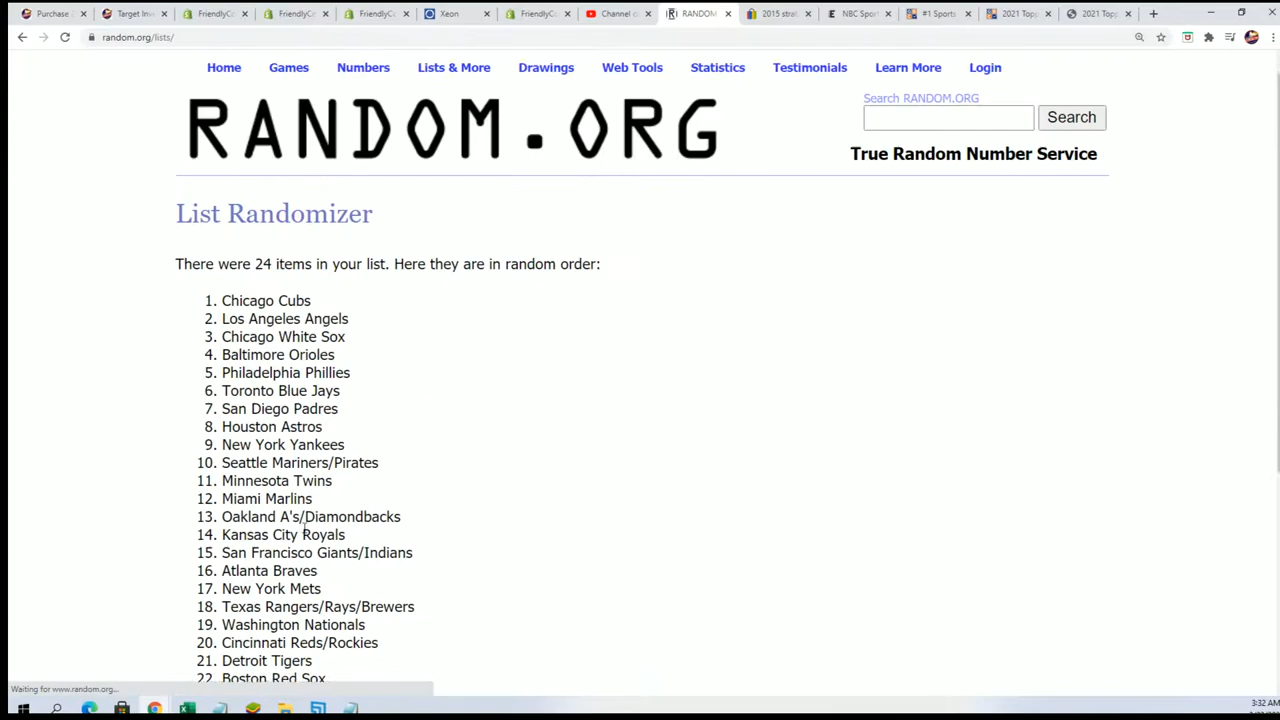 Purchase &
Target Inv
FriendlyCo
FriendlyCo
FriendlyCo
Xeon
FriendlyCo
Channel c
RANDOM
2015 strat
NBC Sport
#1 Sports
2021 Topp
2021 Topp
random.org/lists/
Home Games Numbers Lists & More Drawings Web Tools Statistics Testimonials Learn More Login
RANDOM.ORG
Search RANDOM.ORG
Search
True Random Number Service
List Randomizer
There were 24 items in your list. Here they are in random order:
1. Chicago Cubs
2. Los Angeles Angels
3. Chicago White Sox
4. Baltimore Orioles
5. Philadelphia Phillies
6. Toronto Blue Jays
7. San Diego Padres
8. Houston Astros
9. New York Yankees
10. Seattle Mariners/Pirates
11. Minnesota Twins
12. Miami Marlins
13. Oakland A's/Diamondbacks
14. Kansas City Royals
15. San Francisco Giants/Indians
16. Atlanta Braves
17. New York Mets
18. Texas Rangers/Rays/Brewers
19. Washington Nationals
20. Cincinnati Reds/Rockies
21. Detroit Tigers
22. Boston Red Sox
Waiting for www.random.org...
3:32 AM